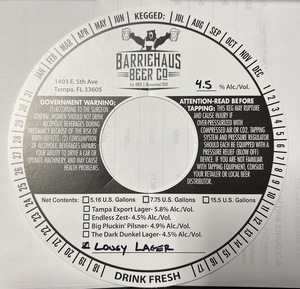 KEGGED:
JAN FEB MAR APR MAY JUN JUL AUG SEP OCT NOV DEC
BARRIEHAUS
BEER CO
1403 E. 5th Ave
Tampa, FL 33605
4.5 % Alc./Vol.
GOVERNMENT WARNING:
(1) ACCORDING TO THE SURGEON
GENERAL, WOMEN SHOULD NOT DRINK
ALCOHOLIC BEVERAGES DURING
PREGNANCY BECAUSE OF THE RISK OF
BIRTH DEFECTS. (2) CONSUMPTION
OF ALCOHOLIC BEVERAGES IMPAIRS
YOUR ABILITY TO DRIVE A CAR OR
OPERATE MACHINERY, AND MAY CAUSE
HEALTH PROBLEMS.
ATTENTION-READ BEFORE
TAPPING: THIS KEG MAY RUPTURE
AND CAUSE INJURY IF
OVER-PRESSURIZED WITH
COMPRESSED AIR OR CO2. TAPPING
SYSTEM AND PRESSURE REGULATOR
SHOULD BE EQUIPPED WITH A
PRESSURE RELIEF (BLOW OFF)
DEVICE. IF YOU ARE NOT FAMILIAR
WITH TAPPING EQUIPMENT, CONSULT
YOUR RETAILER OR LOCAL BEER
DISTRIBUTOR.
Net Contents: 5.16 U.S. Gallons 7.75 U.S. Gallons 15.5 U.S. Gallons
Tampa Export Lager- 5.8% Alc./Vol.
Endless Zest- 4.5% Alc./Vol.
Big Pluckin' Pilsner- 4.9% Alc./Vol.
The Dark Dunkel Lager- 4.5% Alc./Vol.
Lousy Lager
DRINK FRESH